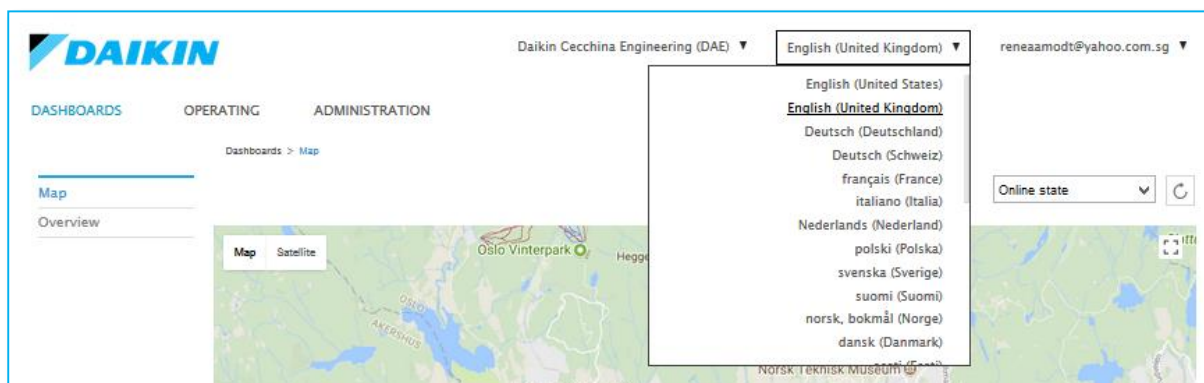 DAIKIN
Daikin Cecchina Engineering (DAE) ▼
English (United Kingdom) ▼
reneaamodt@yahoo.com.sg ▼
English (United States)
English (United Kingdom)
Deutsch (Deutschland)
Deutsch (Schweiz)
français (France)
italiano (Italia)
Nederlands (Nederland)
polski (Polska)
svenska (Sverige)
suomi (Suomi)
norsk, bokmål (Norge)
dansk (Danmark)
DASHBOARDS
OPERATING
ADMINISTRATION
Dashboards > Map
Map
Overview
Online state
Map
Satellite
Oslo Vinterpark
Hegge
OSLO
AKERSHUS
Norsk Teknisk Museum